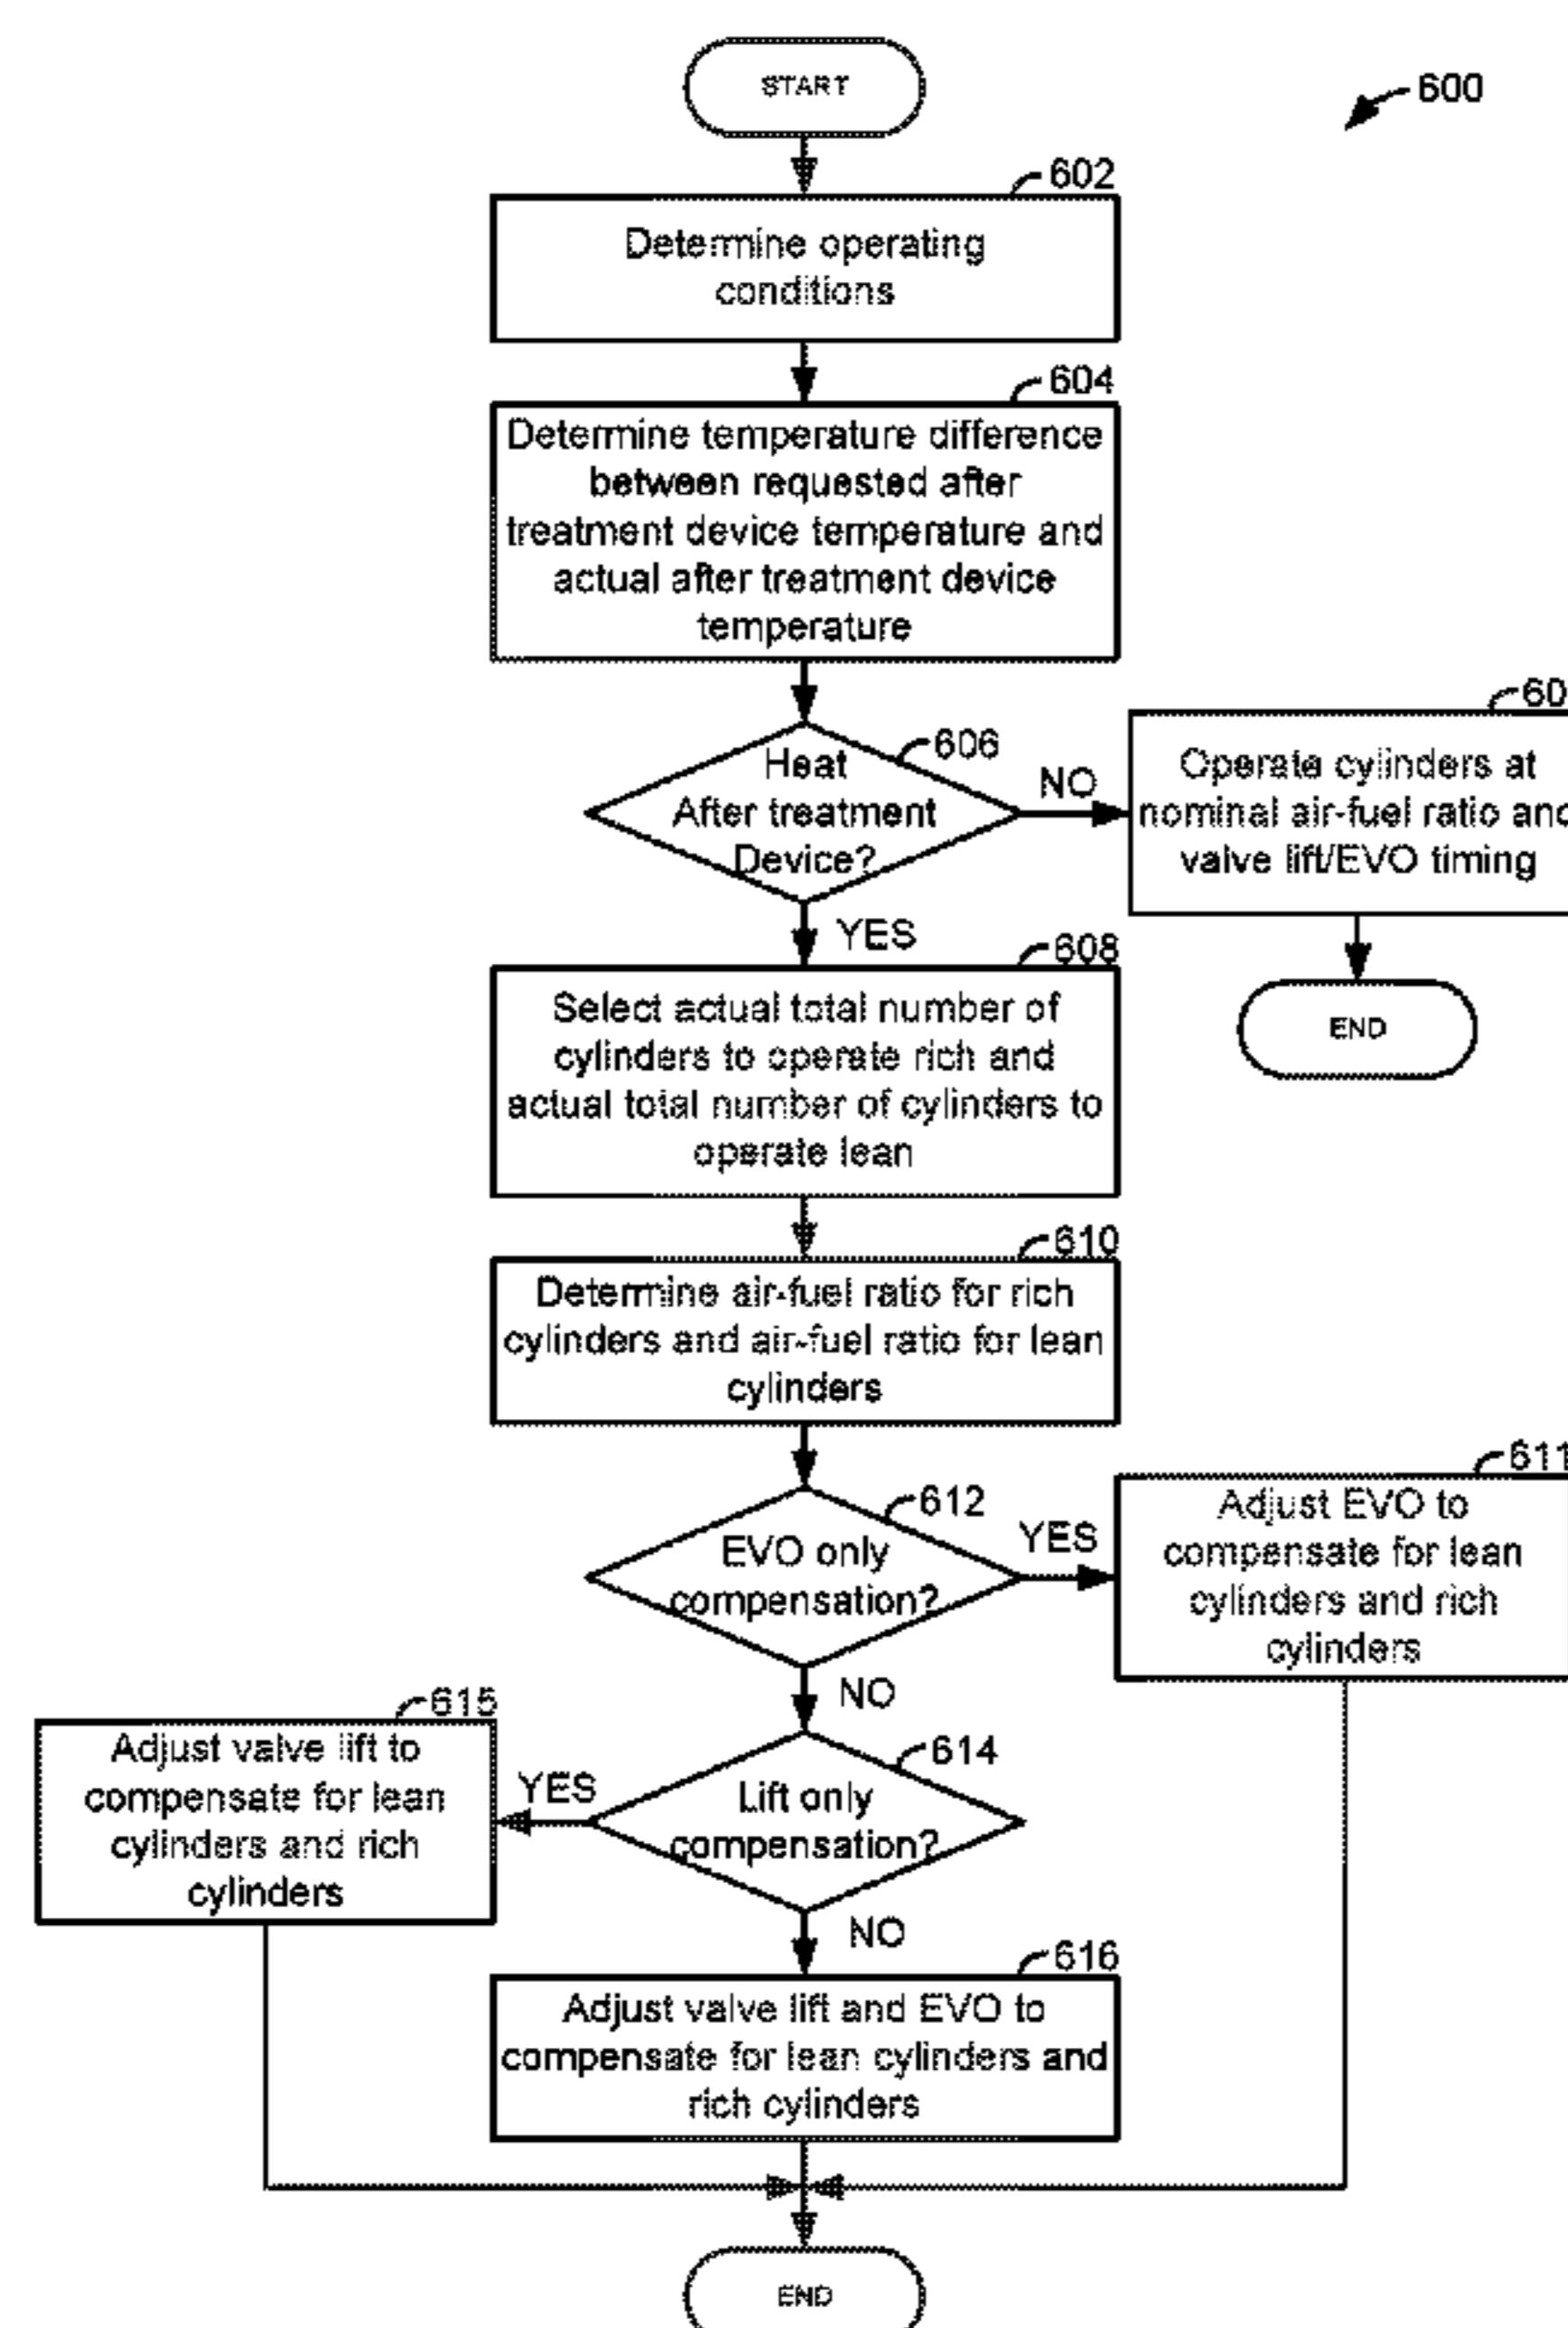 START
600
602
Determine operating
conditions
604
Determine temperature difference
between requested after
treatment device temperature and
actual after treatment device
temperature
606
Heat
After treatment
Device?
NO
Operate cylinders at
nominal air-fuel ratio and
valve lift/EVO timing
END
YES
608
Select actual total number of
cylinders to operate rich and
actual total number of cylinders to
operate lean
610
Determine air-fuel ratio for rich
cylinders and air-fuel ratio for lean
cylinders
612
EVO only
compensation?
YES
611
Adjust EVO to
compensate for lean
cylinders and rich
cylinders
NO
614
Lift only
compensation?
YES
615
Adjust valve lift to
compensate for lean
cylinders and rich
cylinders
NO
616
Adjust valve lift and EVO to
compensate for lean cylinders and
rich cylinders
END